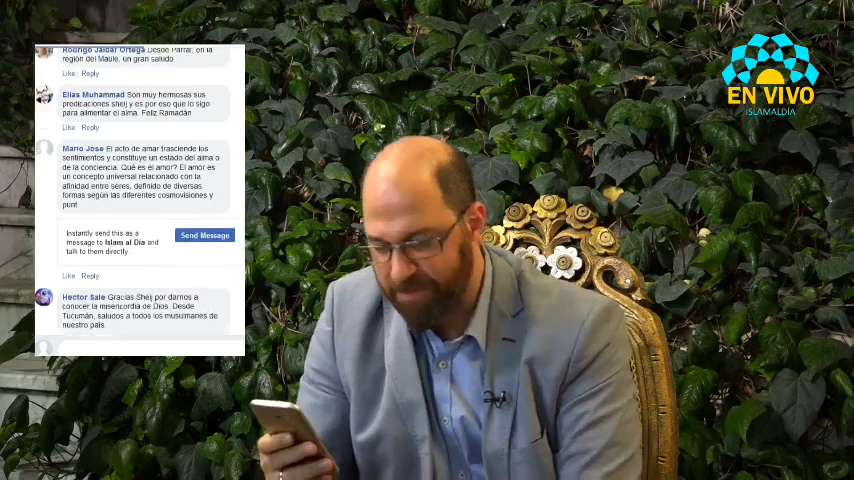 Rodrigo Jaldar Ortega Desde Parral, en la
región del Maule, un gran saludo
Like Reply
Elias Muhammad Son muy hermosas sus
predicaciones sheij y es por eso que lo sigo
para alimentar el alma. Feliz Ramadán
Like Reply
Mario Jose El acto de amar trasciende los
sentimientos y constituye un estado del alma o
de la conciencia. Qué es el amor? El amor es
un concepto universal relacionado con la
afinidad entre seres, definido de diversas
formas según las diferentes cosmovisiones y
punt
Instantly send this as a
message to Islam al Dia and
talk to them directly.
Send Message
Like Reply
Hector Sale Gracias Sheij por darnos a
conocer la misericordia de Dios. Desde
Tucumán, saludos a todos los musulmanes de
nuestro país.
EN VIVO
ISLAMALDÍA